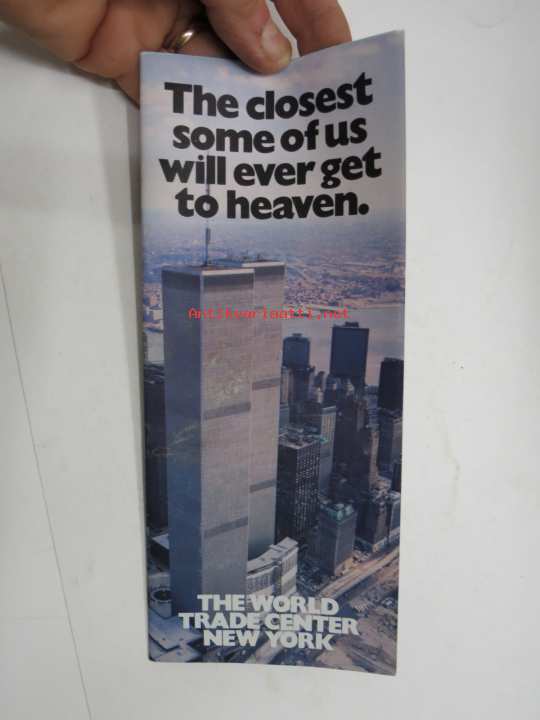 The closest
some of us
will ever get
to heaven.
Antikvariaatti.net
THE WORLD
TRADE CENTER
NEW YORK